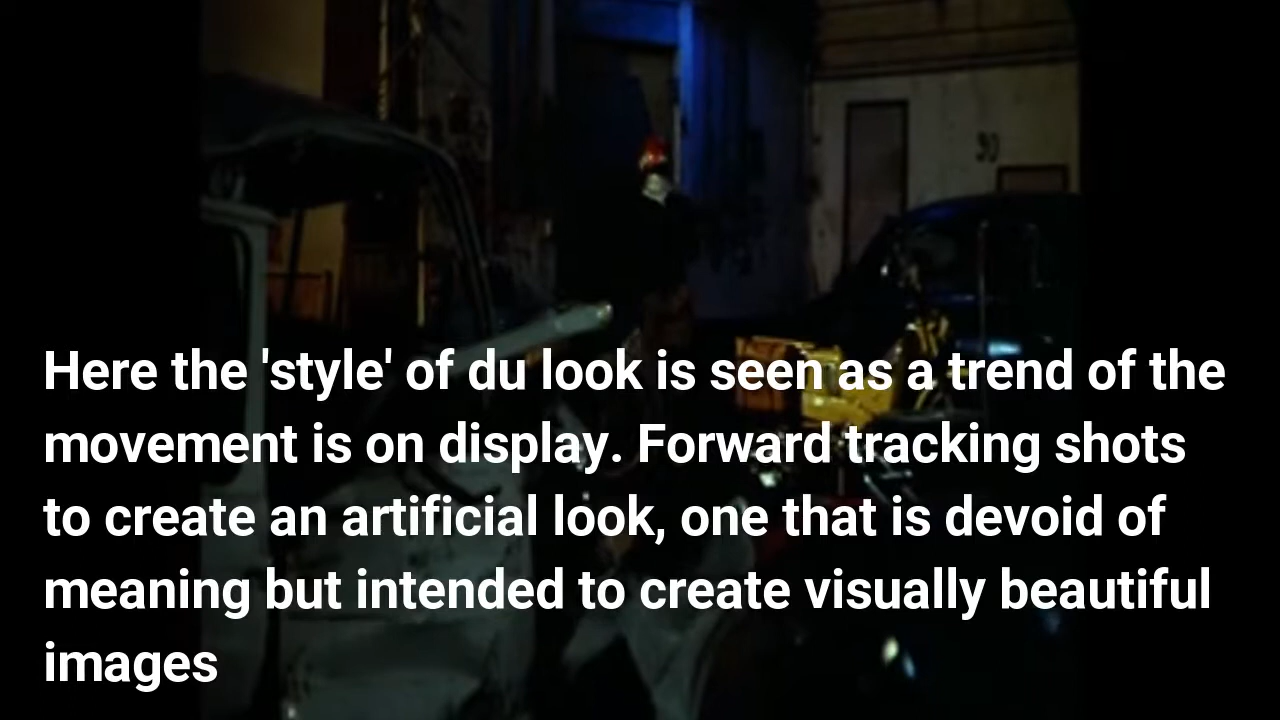 30
Here the 'style' of du look is seen as a trend of the
movement is on display. Forward tracking shots
to create an artificial look, one that is devoid of
meaning but intended to create visually beautiful
images